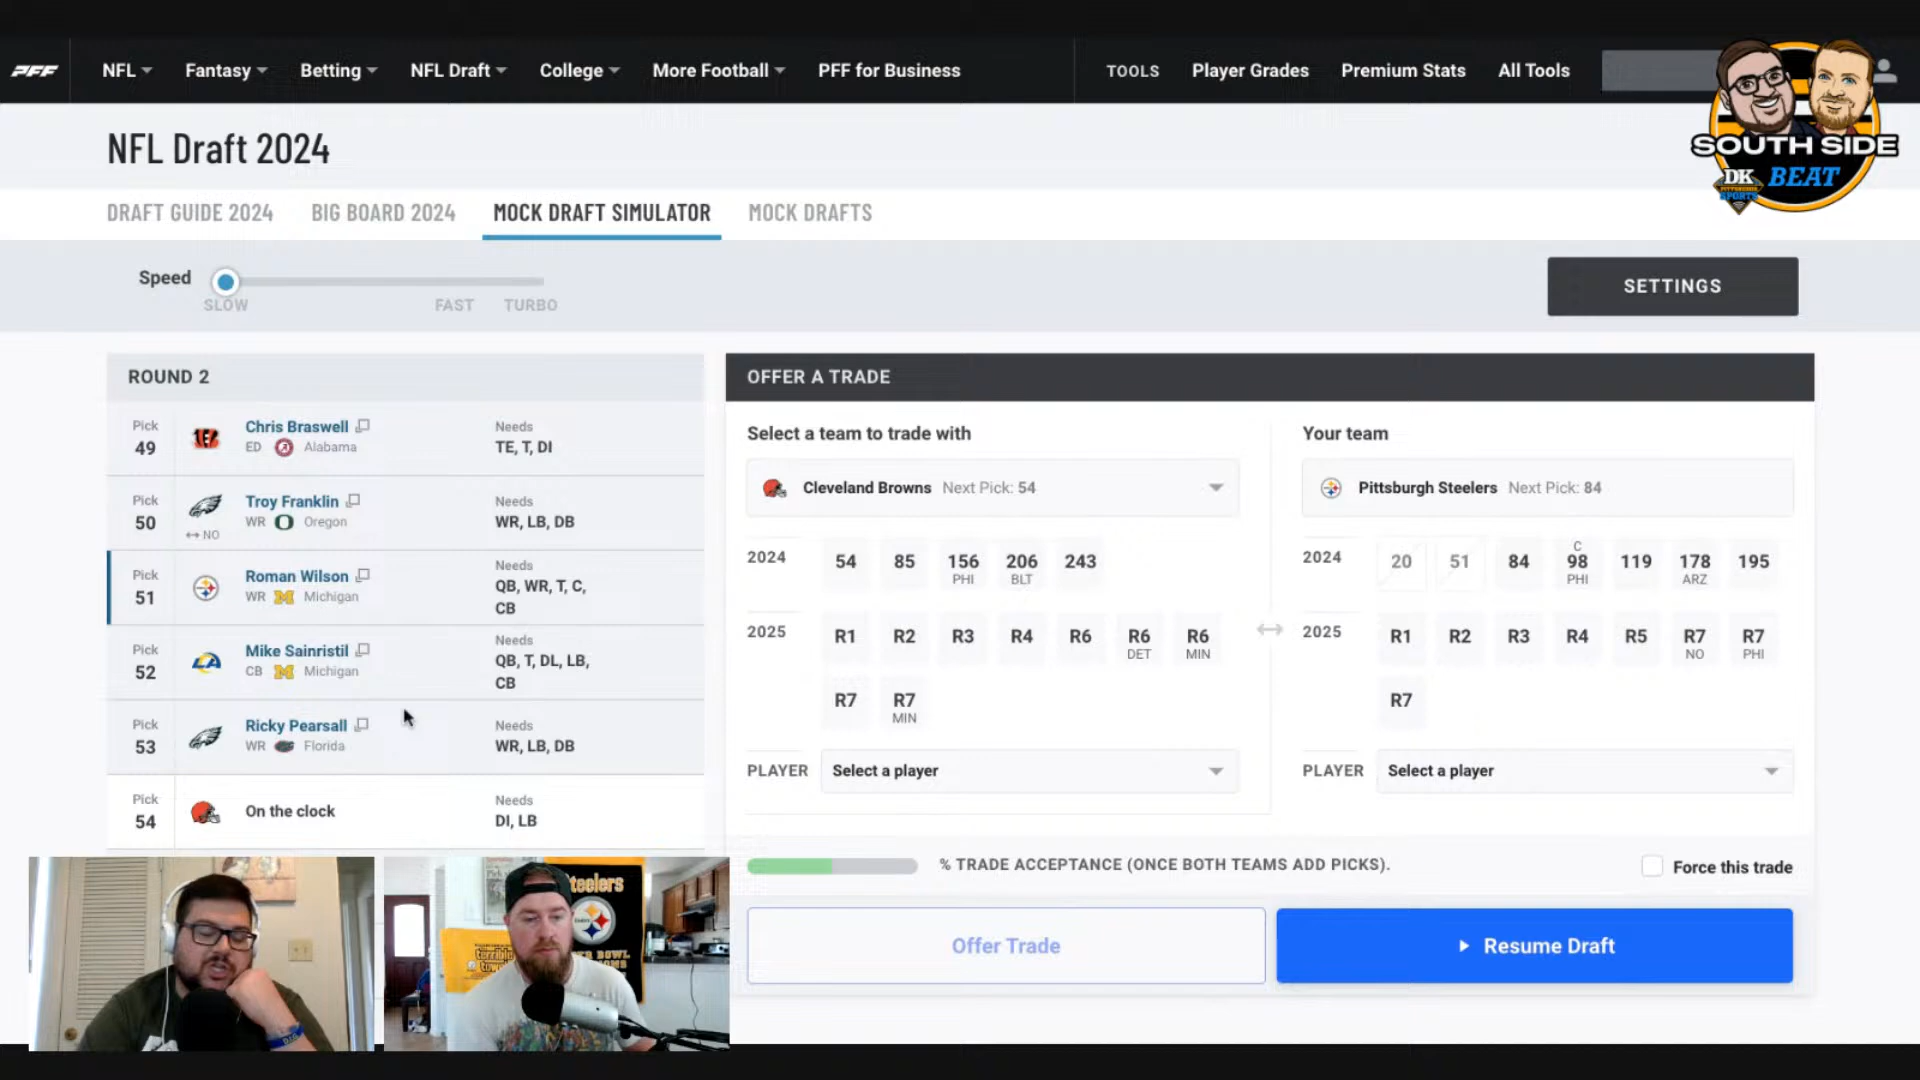 PFF
NFL
Fantasy
Betting
NFL Draft
College
More Football
PFF for Business
TOOLS
Player Grades
Premium Stats
All Tools
SOUTH SIDE
DK BEAT
PITTSBURGH
SPORTS
NFL Draft 2024
DRAFT GUIDE 2024
BIG BOARD 2024
MOCK DRAFT SIMULATOR
MOCK DRAFTS
Speed
SLOW
FAST
TURBO
SETTINGS
ROUND 2
Pick
49
Chris Braswell
ED Alabama
Needs
TE, T, DI
Pick
50
NO
Troy Franklin
WR Oregon
Needs
WR, LB, DB
Pick
51
Roman Wilson
WR Michigan
Needs
QB, WR, T, C,
CB
Pick
52
Mike Sainristil
CB Michigan
Needs
QB, T, DL, LB,
CB
Pick
53
Ricky Pearsall
WR Florida
Needs
WR, LB, DB
Pick
54
On the clock
Needs
DI, LB
OFFER A TRADE
Select a team to trade with
Cleveland Browns Next Pick: 54
2024
54 85 156 206 243
PHI BLT
2025
R1 R2 R3 R4 R6 R6 R6
DET MIN
R7 R7
MIN
PLAYER Select a player
Your team
Pittsburgh Steelers Next Pick: 84
2024
C
20 51 84 98 119 178 195
PHI ARZ
2025
R1 R2 R3 R4 R5 R7 R7
NO PHI
R7
PLAYER Select a player
% TRADE ACCEPTANCE (ONCE BOTH TEAMS ADD PICKS).
Force this trade
Offer Trade
Resume Draft
steelers